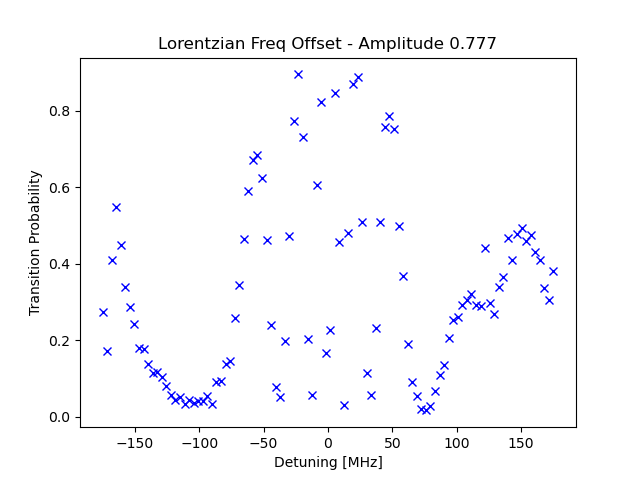 Lorentzian Freq Offset - Amplitude 0.777
Transition Probability
0.8
0.6
0.4
0.2
0.0
−150 −100 −50 0 50 100 150
Detuning [MHz]